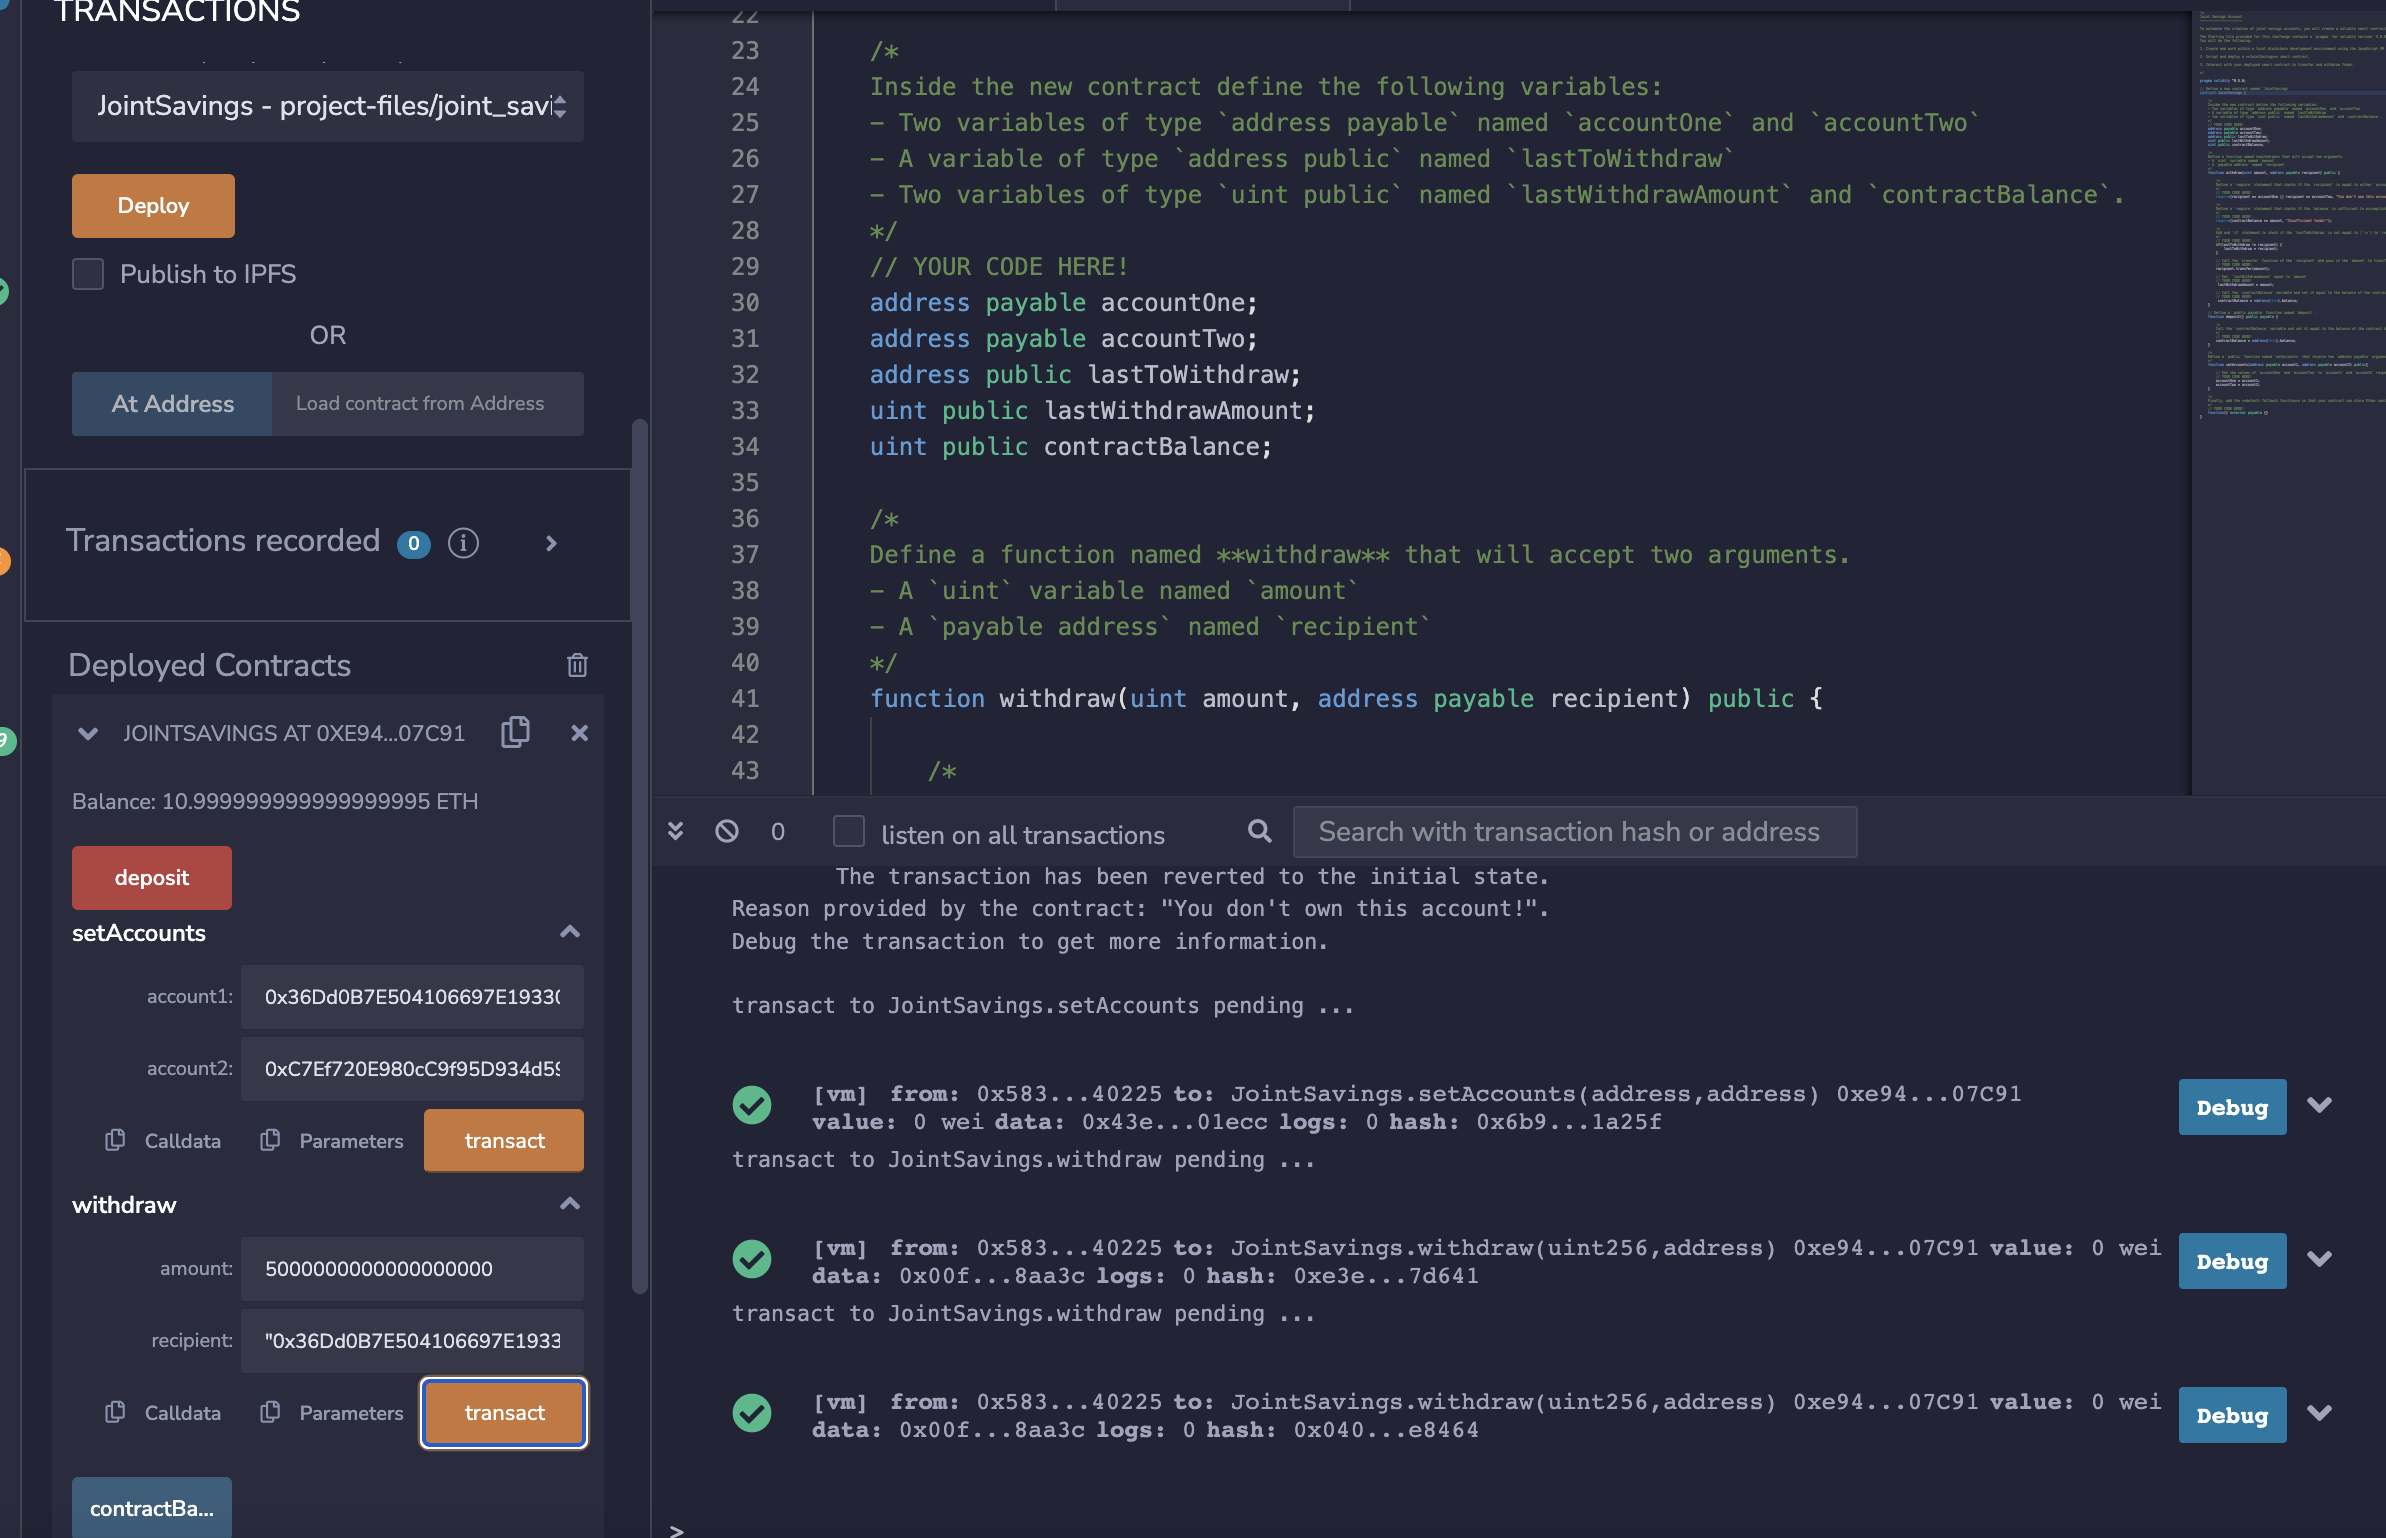 TRANSACTIONS
JointSavings - project-files/joint_savi
Deploy
Publish to IPFS
OR
At Address
Load contract from Address
Transactions recorded 0 i
Deployed Contracts
JOINTSAVINGS AT 0XE94...07C91
Balance: 10.999999999999999995 ETH
deposit
setAccounts
account1: 0x36Dd0B7E504106697E1933(
account2: 0xC7Ef720E980cC9f95D934d59
Calldata Parameters transact
withdraw
amount: 5000000000000000000
recipient: "0x36Dd0B7E504106697E1933
Calldata Parameters transact
contractBa...
22
23 /*
24 Inside the new contract define the following variables:
25 - Two variables of type `address payable` named `accountOne` and `accountTwo`
26 - A variable of type `address public` named `lastToWithdraw`
27 - Two variables of type `uint public` named `lastWithdrawAmount` and `contractBalance`.
28 */
29 // YOUR CODE HERE!
30 address payable accountOne;
31 address payable accountTwo;
32 address public lastToWithdraw;
33 uint public lastWithdrawAmount;
34 uint public contractBalance;
35
36 /*
37 Define a function named **withdraw** that will accept two arguments.
38 - A `uint` variable named `amount`
39 - A `payable address` named `recipient`
40 */
41 function withdraw(uint amount, address payable recipient) public {
42
43 /*
0 listen on all transactions
Search with transaction hash or address
The transaction has been reverted to the initial state.
Reason provided by the contract: "You don't own this account!".
Debug the transaction to get more information.
transact to JointSavings.setAccounts pending ...
[vm] from: 0x583...40225 to: JointSavings.setAccounts(address,address) 0xe94...07C91
value: 0 wei data: 0x43e...01ecc logs: 0 hash: 0x6b9...1a25f
Debug
transact to JointSavings.withdraw pending ...
[vm] from: 0x583...40225 to: JointSavings.withdraw(uint256,address) 0xe94...07C91 value: 0 wei
data: 0x00f...8aa3c logs: 0 hash: 0xe3e...7d641
Debug
transact to JointSavings.withdraw pending ...
[vm] from: 0x583...40225 to: JointSavings.withdraw(uint256,address) 0xe94...07C91 value: 0 wei
data: 0x00f...8aa3c logs: 0 hash: 0x040...e8464
Debug
>